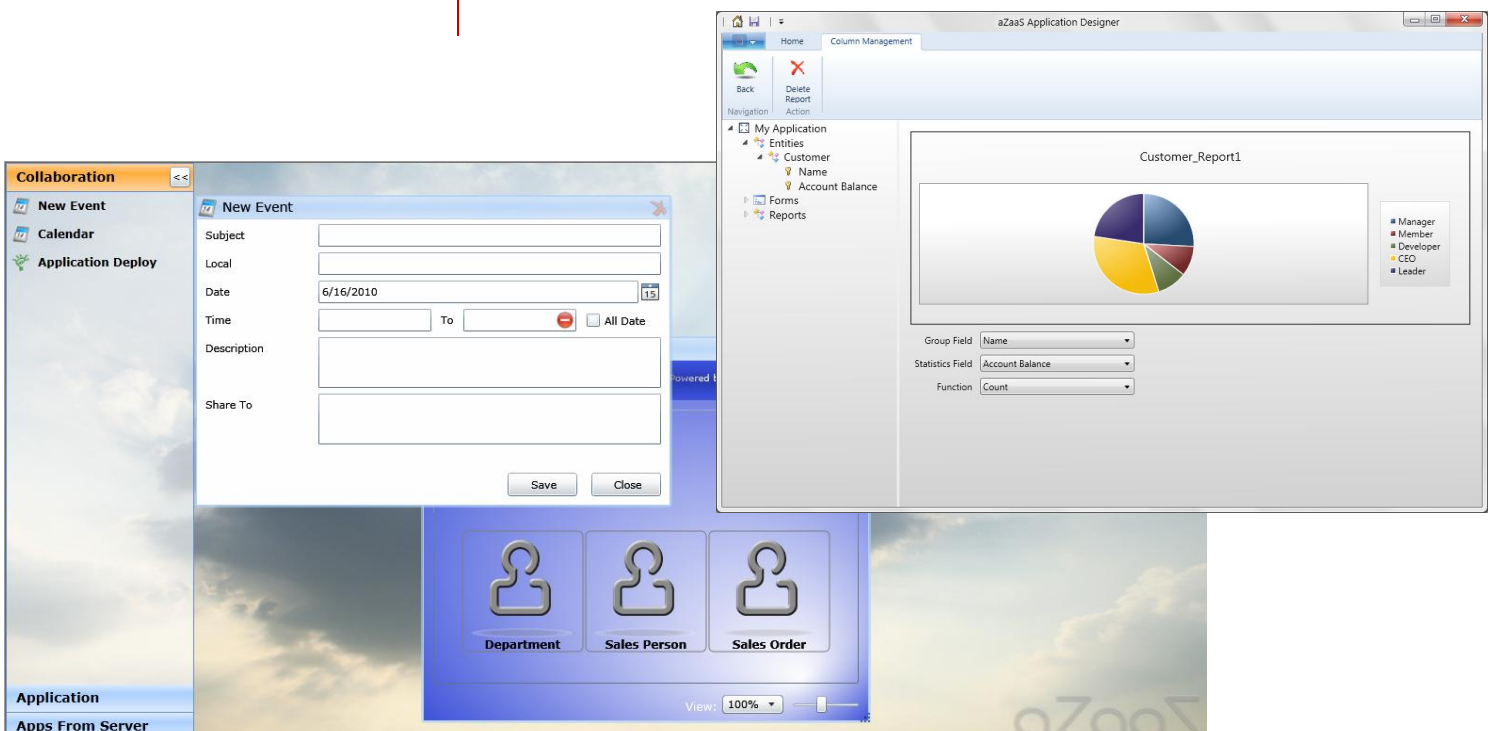 aZaaS Application Designer
Home Column Management
Back Delete
Report
Navigation Action
My Application
Entities
Customer
Name
Account Balance
Forms
Reports
Customer_Report1
Manager
Member
Developer
CEO
Leader
Group Field Name
Statistics Field Account Balance
Function Count
Collaboration <<
New Event
Calendar
Application Deploy
Application
Apps From Server
New Event
Subject
Local
Date 6/16/2010 15
Time To All Date
Description
Share To
Save Close
Powered b
Department Sales Person Sales Order
View: 100%
aZaaS